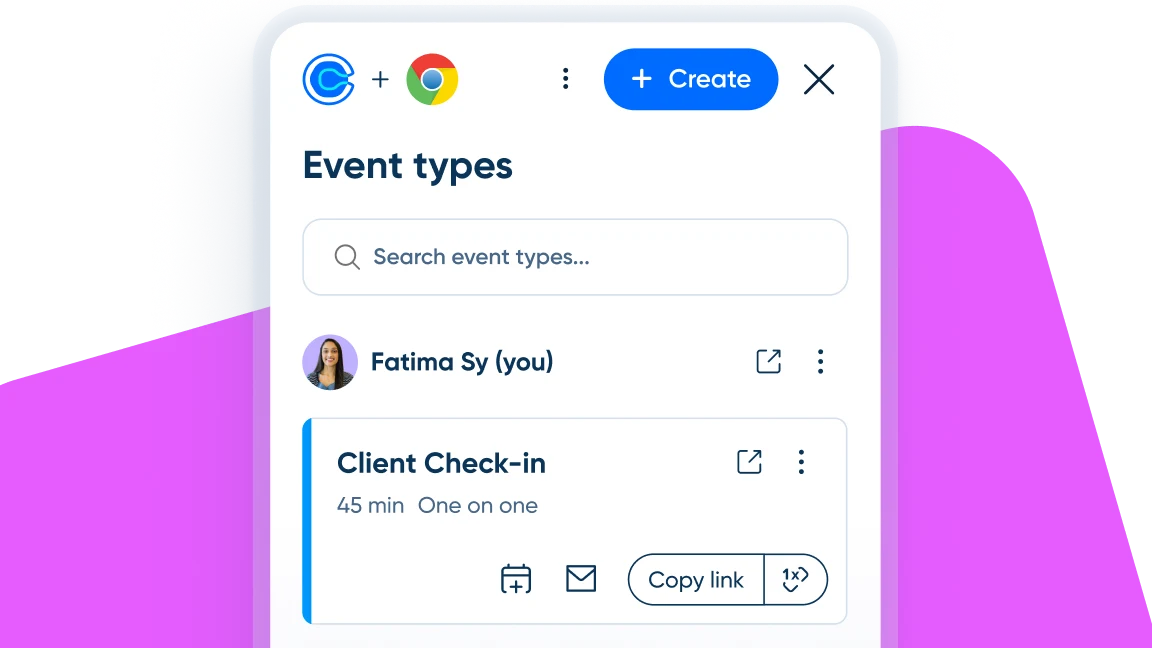 +
+ Create
Event types
Search event types...
Fatima Sy (you)
Client Check-in
45 min One on one
Copy link
1x